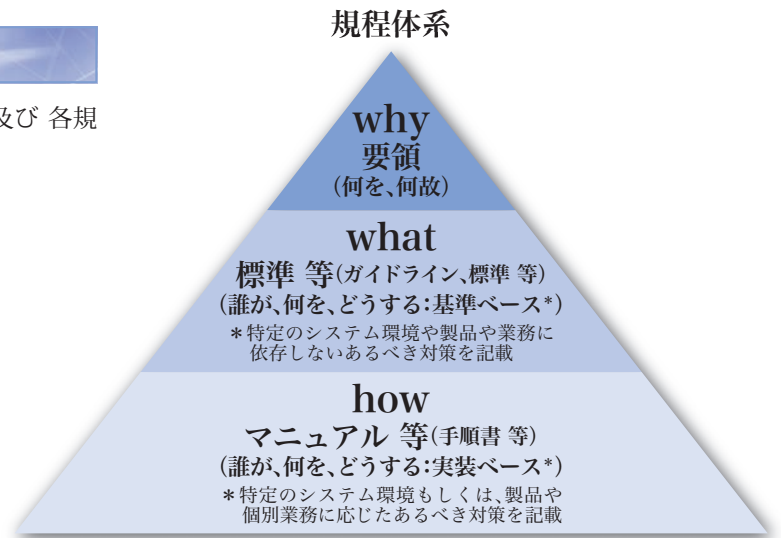 規程体系
及び 各規
why
要領
(何を、何故)
what
標準 等(ガイドライン、標準 等)
(誰が、何を、どうする:基準ベース*)
*特定のシステム環境や製品や業務に
依存しないあるべき対策を記載
how
マニュアル 等(手順書 等)
(誰が、何を、どうする:実装ベース*)
*特定のシステム環境もしくは、製品や
個別業務に応じたあるべき対策を記載